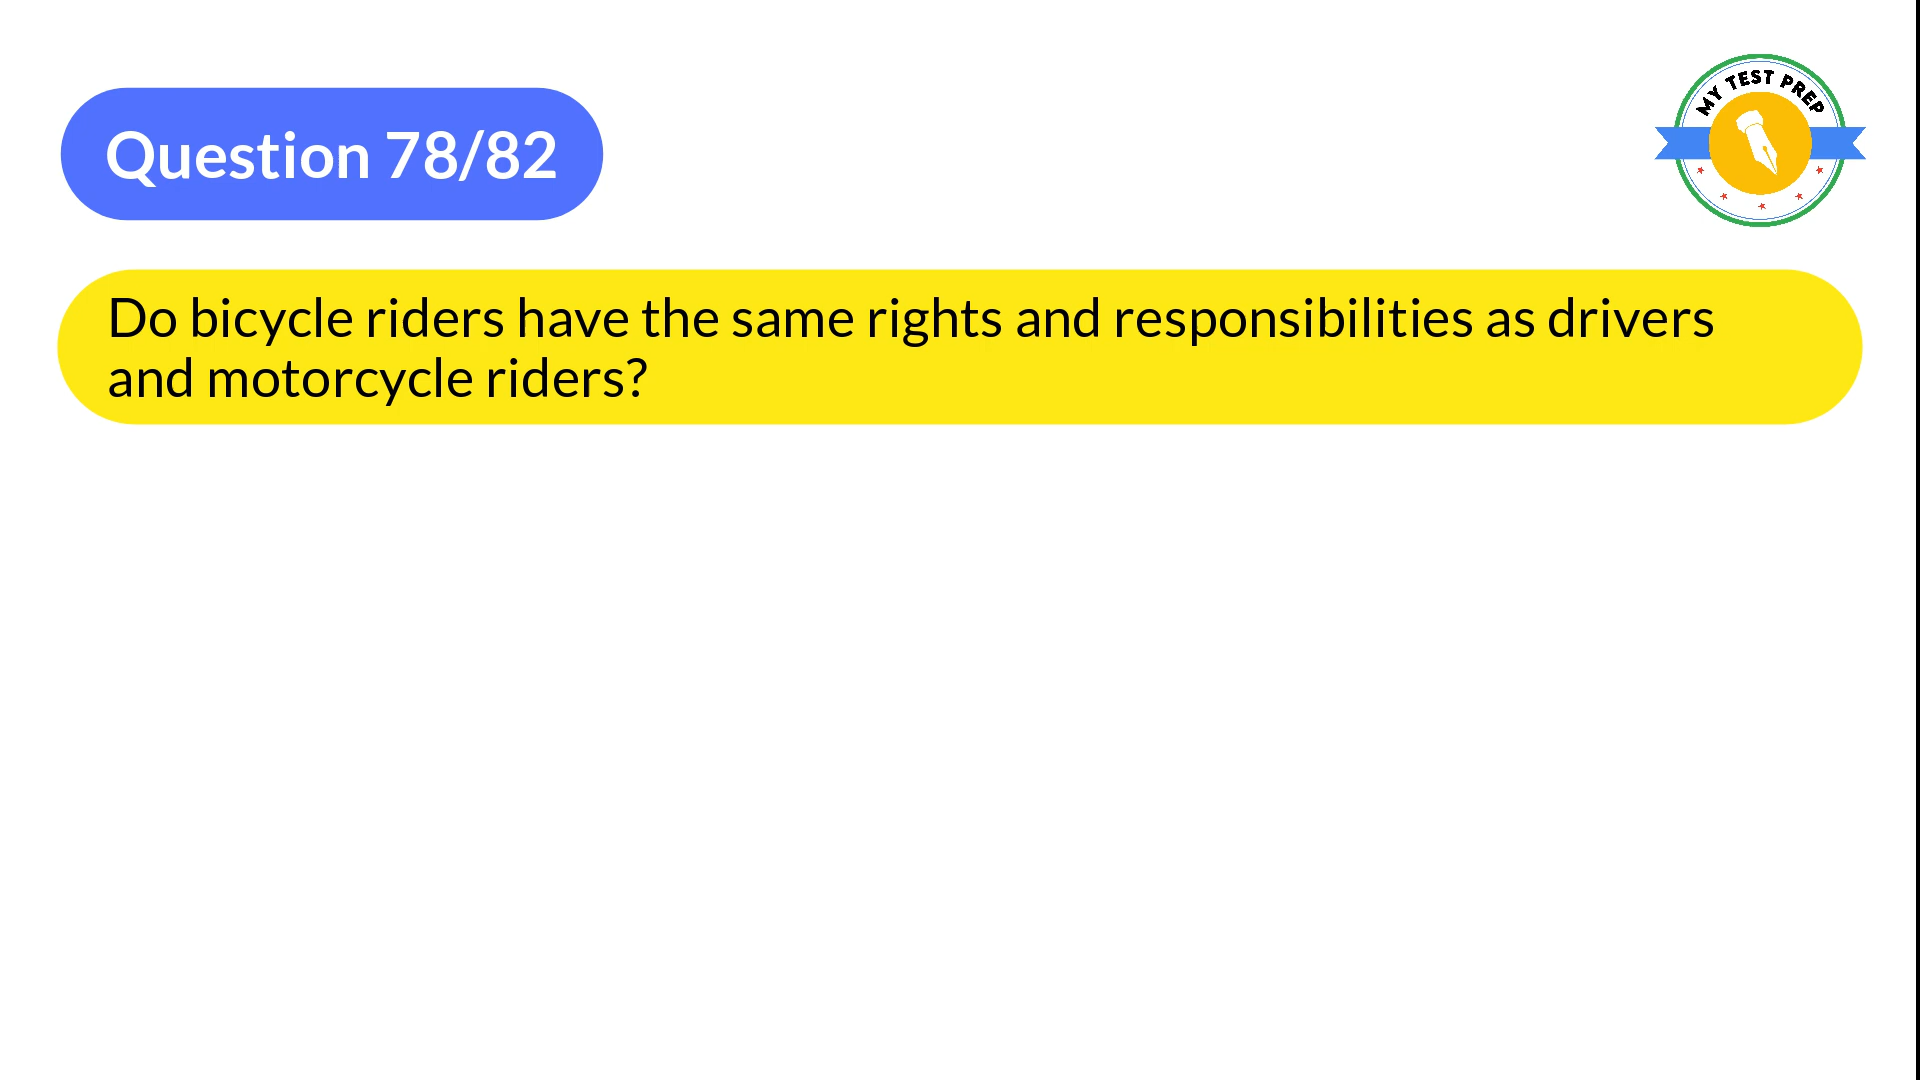 MY TEST PREP
Question 78/82
Do bicycle riders have the same rights and responsibilities as drivers
and motorcycle riders?